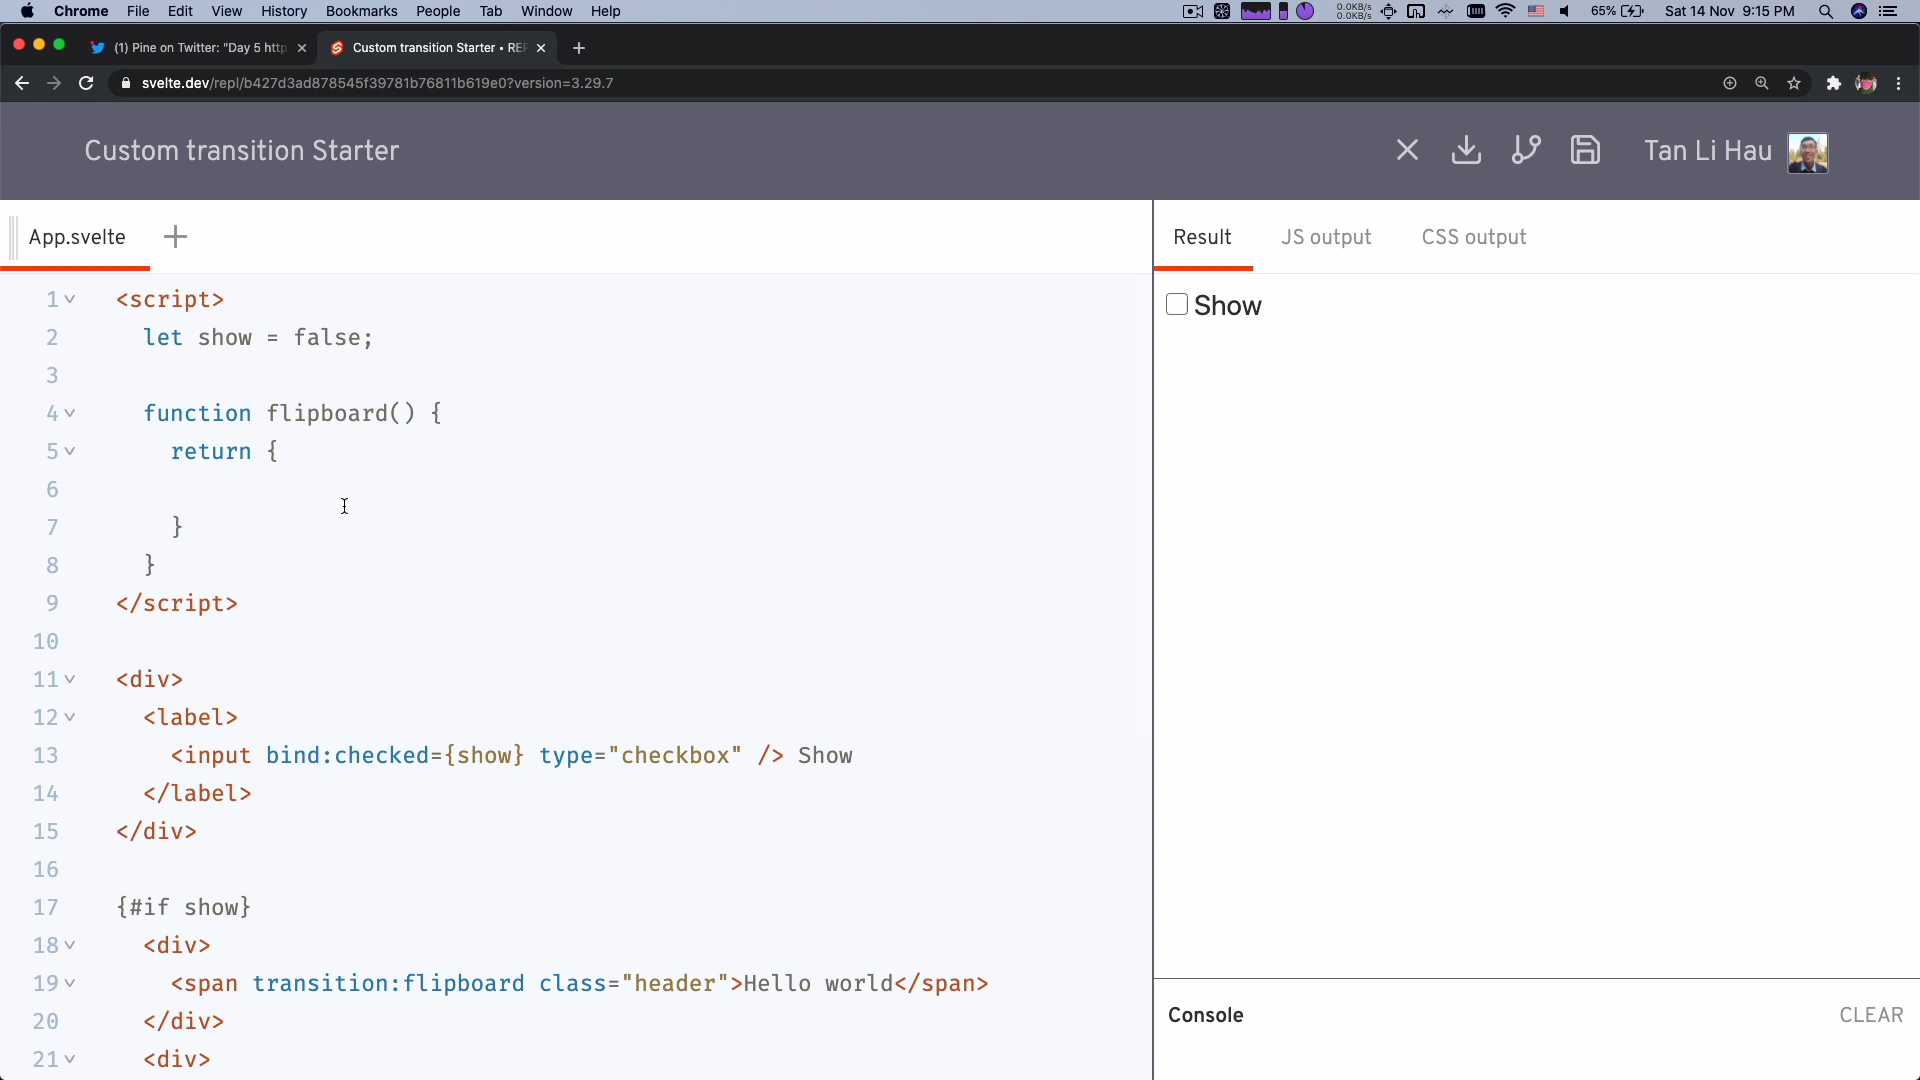 Chrome File Edit View History Bookmarks People Tab Window Help
0.0KB/s
0.0KB/s
65% Sat 14 Nov 9:15 PM
(1) Pine on Twitter: "Day 5 http
Custom transition Starter • REP
svelte.dev/repl/b427d3ad878545f39781b76811b619e0?version=3.29.7
Custom transition Starter
Tan Li Hau
App.svelte
Result JS output CSS output
1 <script>
2 let show = false;
3
4 function flipboard() {
5 return {
6
7 }
8 }
9 </script>
10
11 <div>
12 <label>
13 <input bind:checked={show} type="checkbox" /> Show
14 </label>
15 </div>
16
17 {#if show}
18 <div>
19 <span transition:flipboard class="header">Hello world</span>
20 </div>
21 <div>
Show
Console
CLEAR